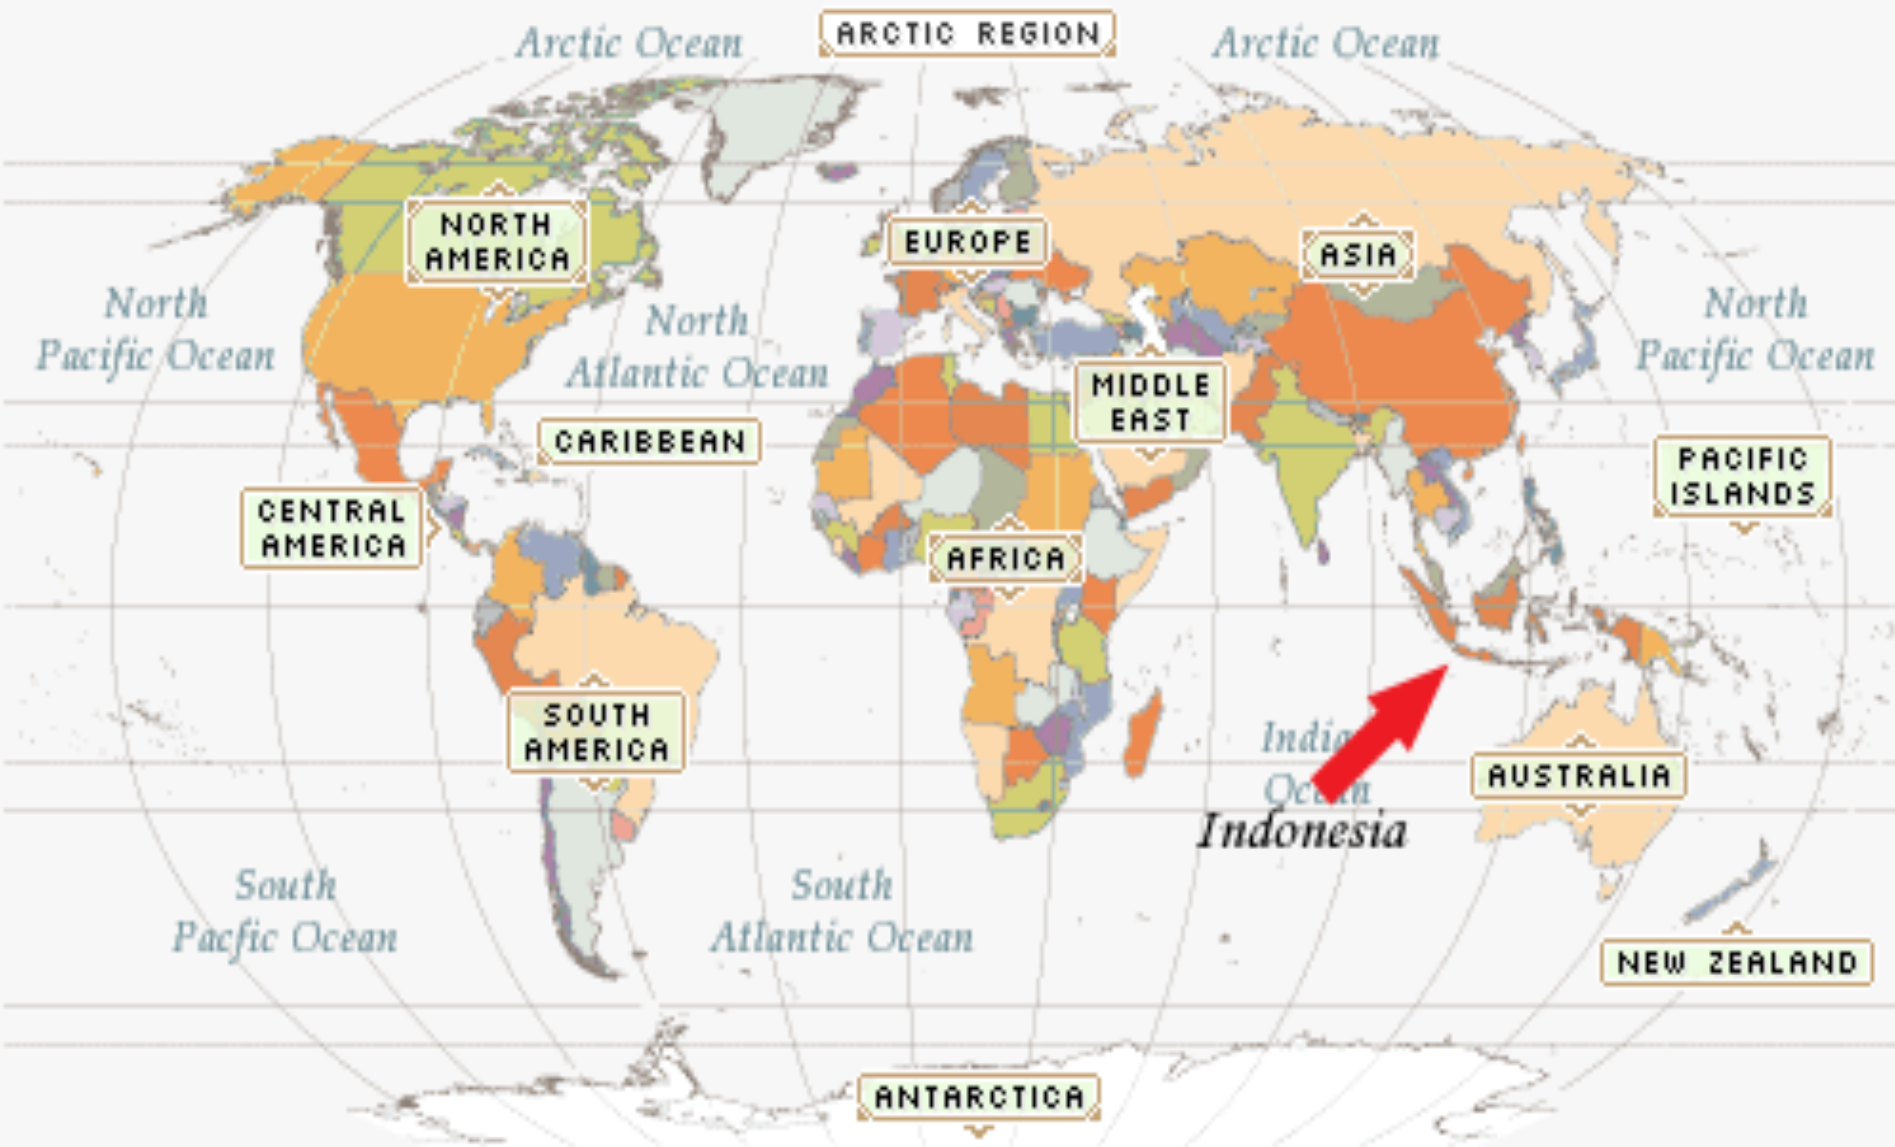 Arctic Ocean
ARCTIC REGION
Arctic Ocean
NORTH
AMERICA
EUROPE
ASIA
North
Pacific Ocean
North
Atlantic Ocean
North
Pacific Ocean
MIDDLE
EAST
CARIBBEAN
PACIFIC
ISLANDS
CENTRAL
AMERICA
AFRICA
SOUTH
AMERICA
AUSTRALIA
Indonesia
South
Pacfic Ocean
South
Atlantic Ocean
NEW ZEALAND
ANTARCTICA